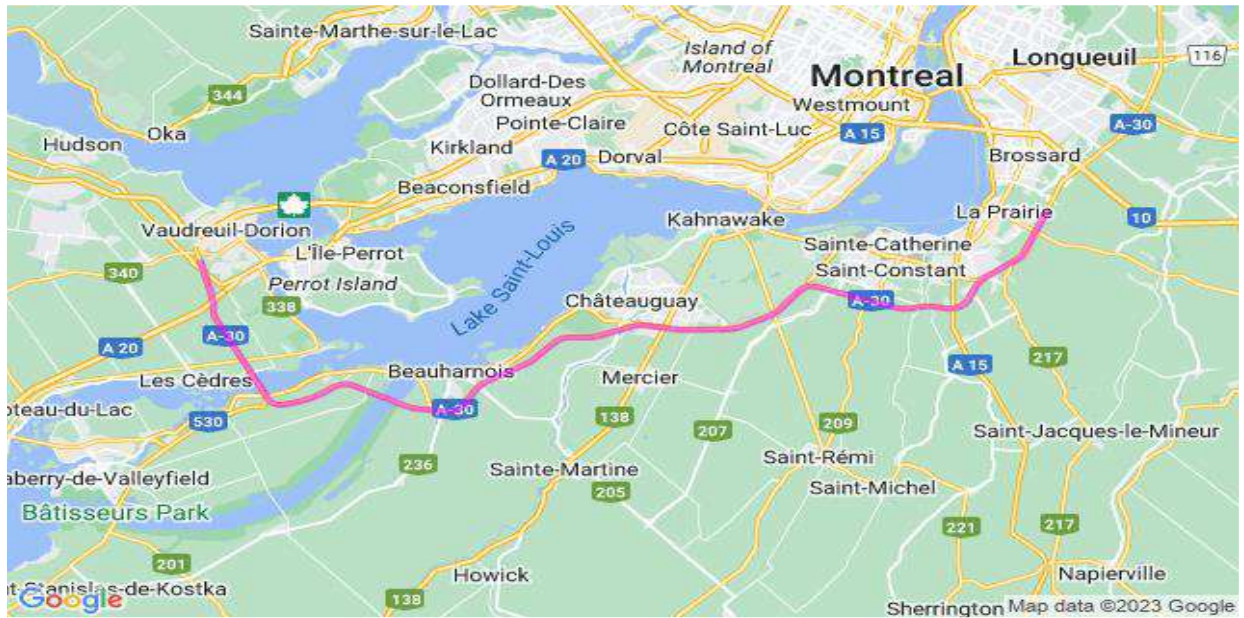 Sainte-Marthe-sur-le-Lac
Island of
Montreal
Longueuil
116
Montreal
Dollard-Des
Ormeaux
344
Westmount
Pointe-Claire
Côte Saint-Luc
A 15
A-30
Oka
Hudson
Kirkland
A 20
Dorval
Brossard
Beaconsfield
Kahnawake
La Prairie
10
Vaudreuil-Dorion
L'Île-Perrot
Sainte-Catherine
340
Perrot Island
Saint-Constant
Lake Saint-Louis
338
Châteauguay
A-30
A-30
A 20
217
A 15
Les Cèdres
Beauharnois
Mercier
oteau-du-Lac
A-30
530
138
207
209
Saint-Jacques-le-Mineur
236
Sainte-Martine
Saint-Rémi
aberry-de-Valleyfield
205
Saint-Michel
Bâtisseurs Park
221
217
201
Howick
Napierville
ut-Stanislas-de-Kostka
Google
138
Sherrington
Map data ©2023 Google